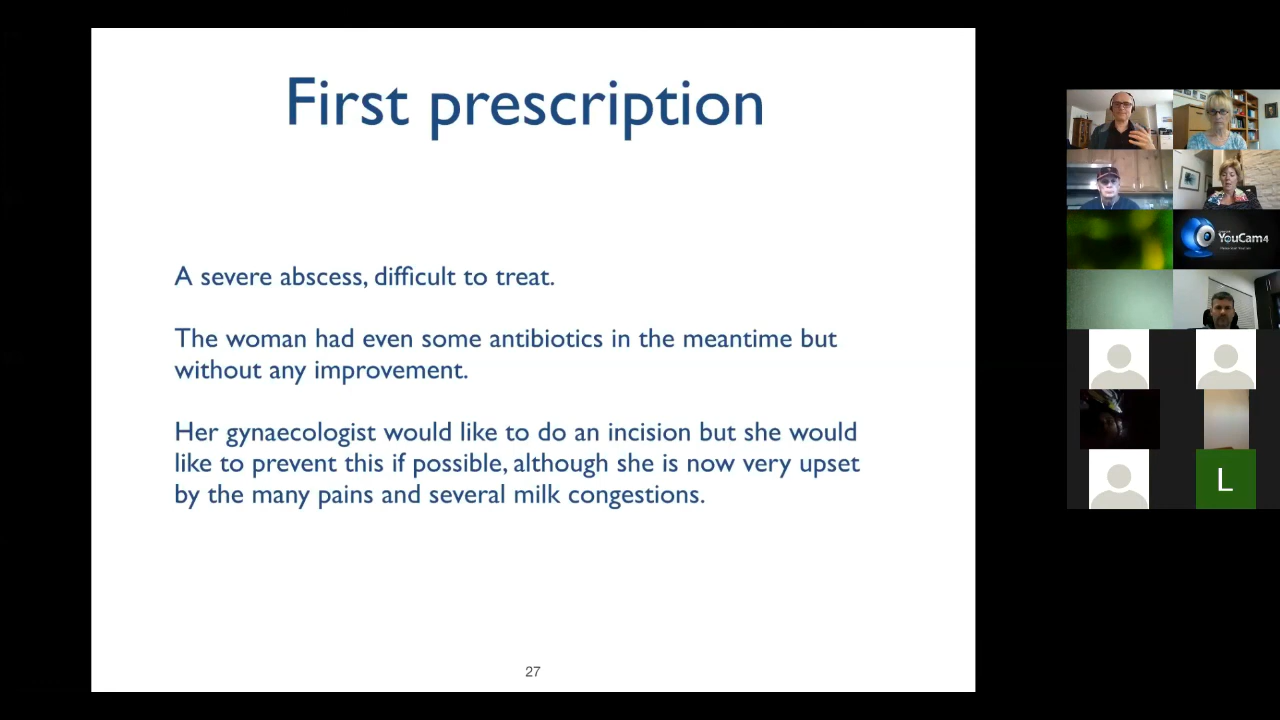 First prescription
A severe abscess, difficult to treat.
The woman had even some antibiotics in the meantime but
without any improvement.
Her gynaecologist would like to do an incision but she would
like to prevent this if possible, although she is now very upset
by the many pains and several milk congestions.
27
YouCam4
L